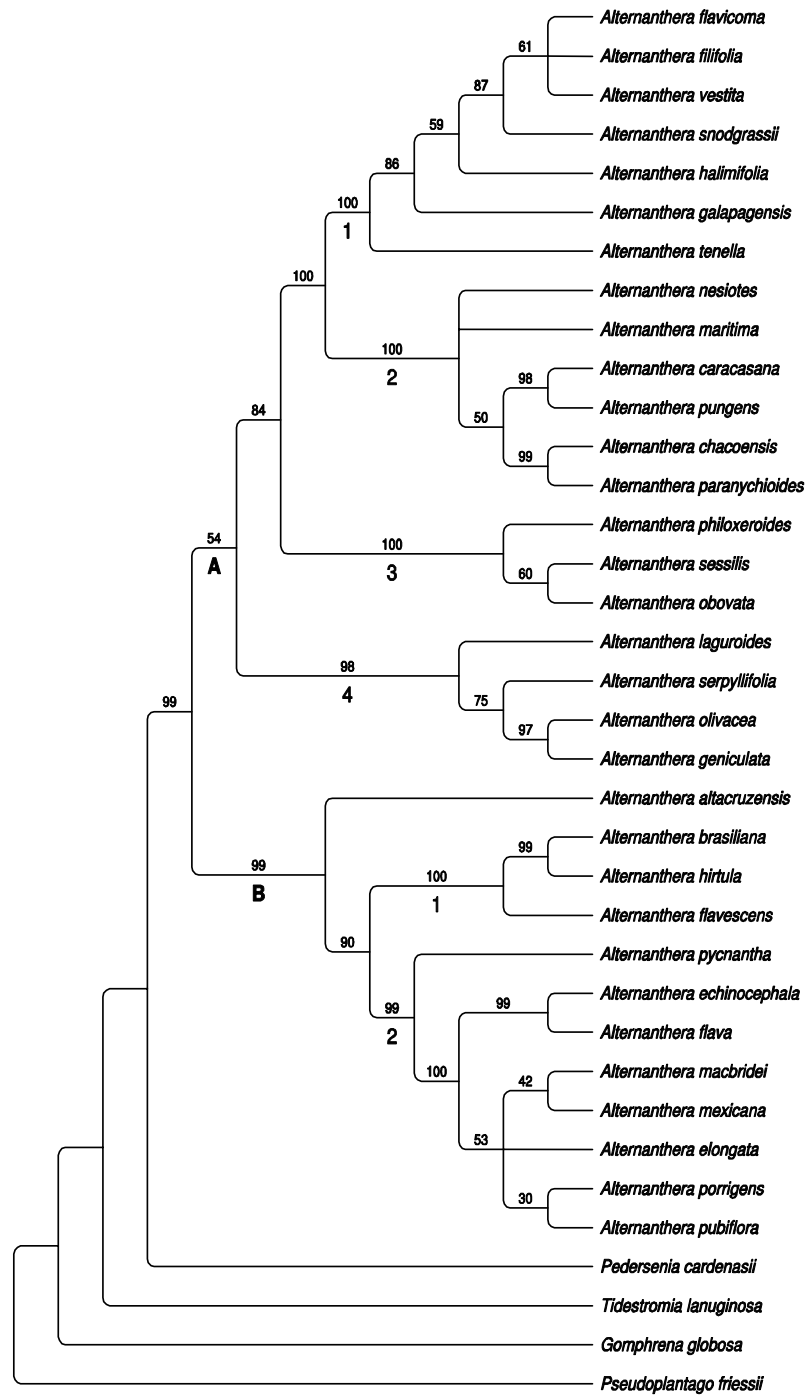 Alternanthera flavicoma
61
Alternanthera filifolia
87
Alternanthera vestita
59
Alternanthera snodgrassii
86
Alternanthera halimifolia
100
1
Alternanthera galapagensis
Alternanthera tenella
100
Alternanthera nesiotes
Alternanthera maritima
100
2
Alternanthera caracasana
98
Alternanthera pungens
84
50
Alternanthera chacoensis
99
Alternanthera paranychioides
Alternanthera philoxeroides
54
A
100
3
Alternanthera sessilis
60
Alternanthera obovata
Alternanthera laguroides
98
4
Alternanthera serpyllifolia
99
75
Alternanthera olivacea
97
Alternanthera geniculata
Alternanthera altacruzensis
Alternanthera brasiliana
99
99
B
100
1
Alternanthera hirtula
Alternanthera flavescens
90
Alternanthera pycnantha
Alternanthera echinocephala
99
99
2
Alternanthera flava
100
Alternanthera macbridei
42
Alternanthera mexicana
53
Alternanthera elongata
Alternanthera porrigens
30
Alternanthera pubiflora
Pedersenia cardenasii
Tidestromia lanuginosa
Gomphrena globosa
Pseudoplantago friessii